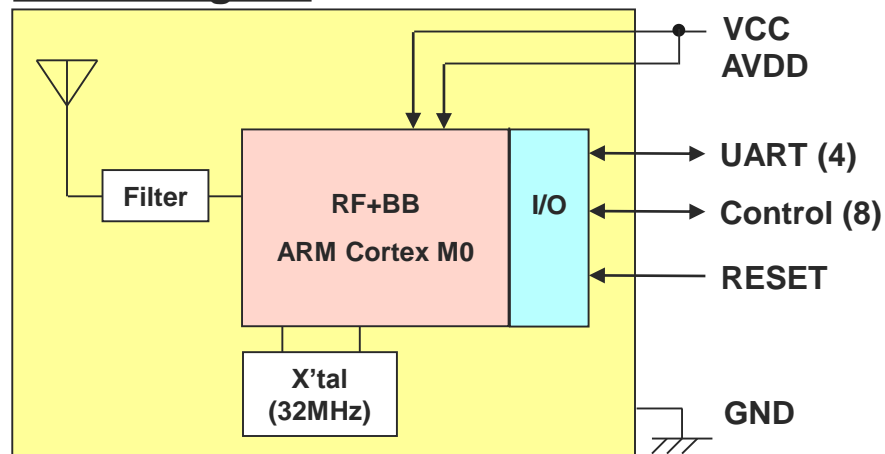 VCC
AVDD
UART (4)
Filter
RF+BB
I/O
Control (8)
ARM Cortex M0
RESET
X’tal
(32MHz)
GND